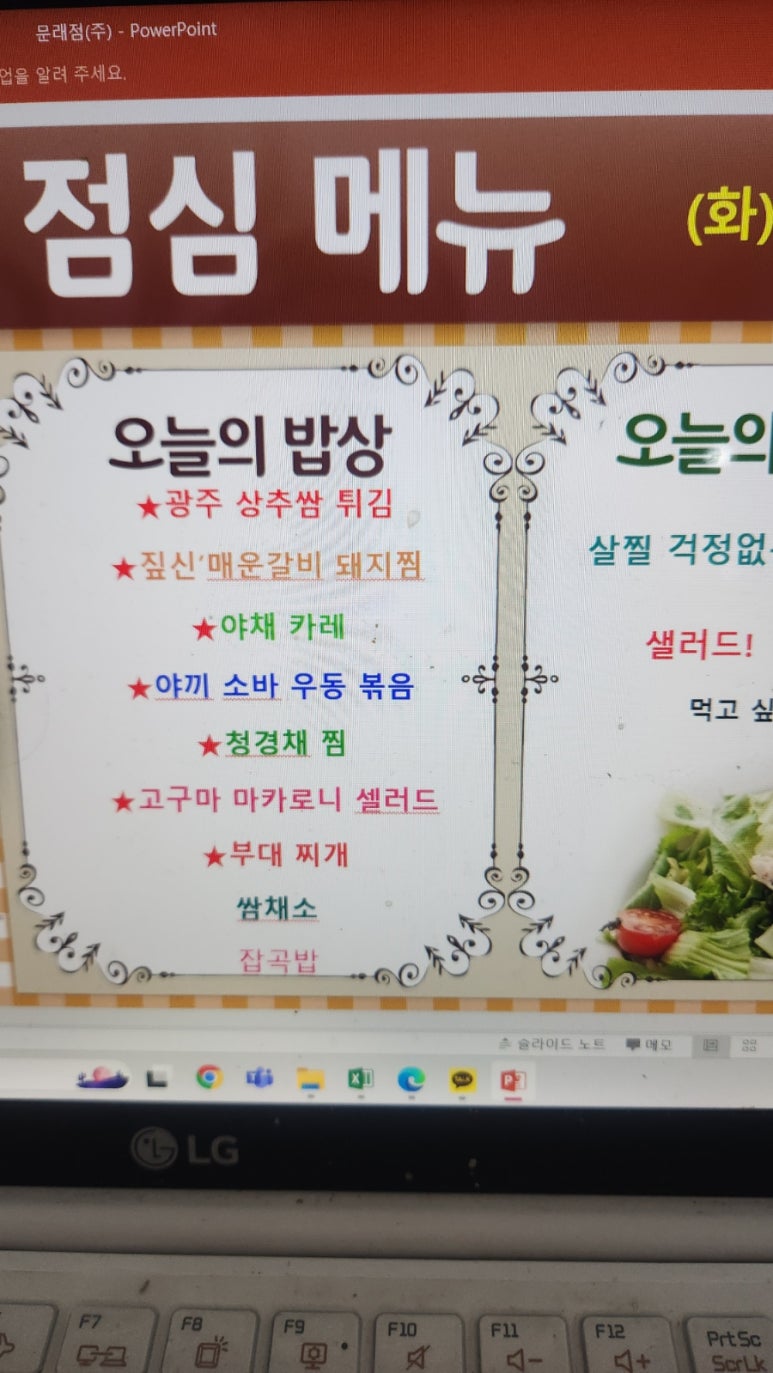 문래점(주) - PowerPoint
업을 알려 주세요.
점심 메뉴 (화)
오늘의 밥상
★광주 상추쌈 튀김
★짚신'매운갈비 돼지찜
★야채 카레
★야끼 소바 우동 볶음
★청경채 찜
★고구마 마카로니 셀러드
★부대 찌개
쌈채소
잡곡밥
오늘의
살찔 걱정없
샐러드!
먹고 싶
슬라이드 노트 메모
TALK
LG
F7 F8 F9 F10 F11 F12 PrtSc
ScrLk